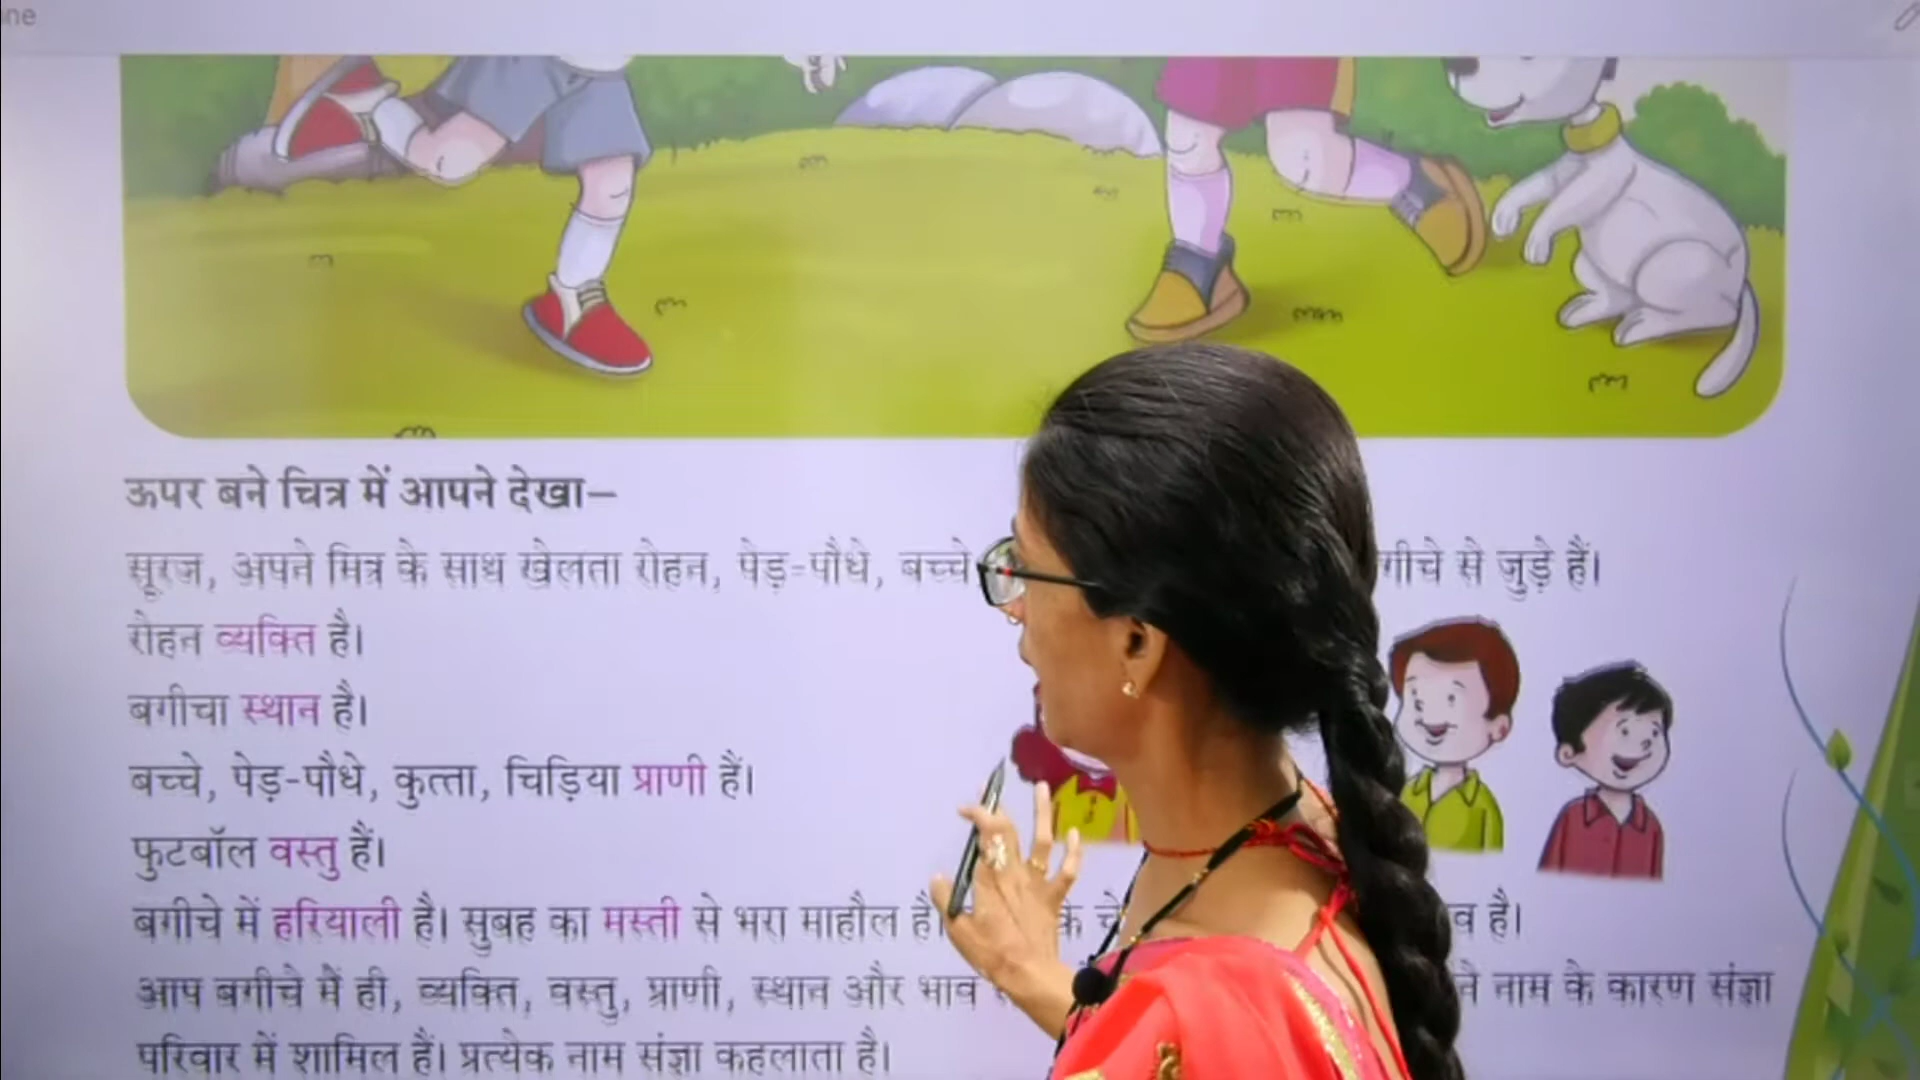 ne
ऊपर बने चित्र में आपने देखा–
सूरज, अपने मित्र के साथ खेलता रोहन, पेड़-पौधे, बच्चे गीचे से जुड़े हैं।
रोहन व्यक्ति है।
बगीचा स्थान है।
बच्चे, पेड़-पौधे, कुत्ता, चिड़िया प्राणी हैं।
फुटबॉल वस्तु हैं।
बगीचे में हरियाली है। सुबह का मस्ती से भरा माहौल है। के चे व है।
आप बगीचे में ही, व्यक्ति, वस्तु, प्राणी, स्थान और भाव ने नाम के कारण संज्ञा
परिवार में शामिल हैं। प्रत्येक नाम संज्ञा कहलाता है।